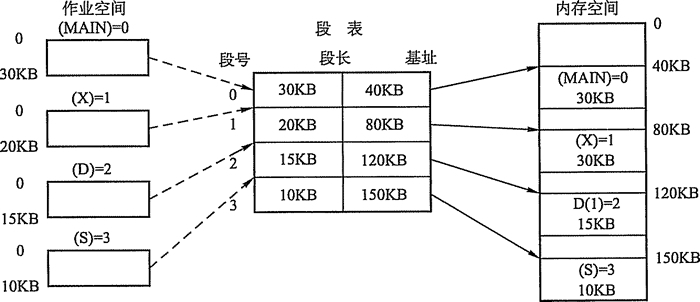 作业空间
(MAIN)=0
0
30KB
(X)=1
0
20KB
(D)=2
0
15KB
(S)=3
0
10KB
段 表
段号 段长 基址
0 30KB 40KB
1 20KB 80KB
2 15KB 120KB
3 10KB 150KB
内存空间
0
40KB
(MAIN)=0
30KB
80KB
(X)=1
30KB
120KB
D(1)=2
15KB
150KB
(S)=3
10KB